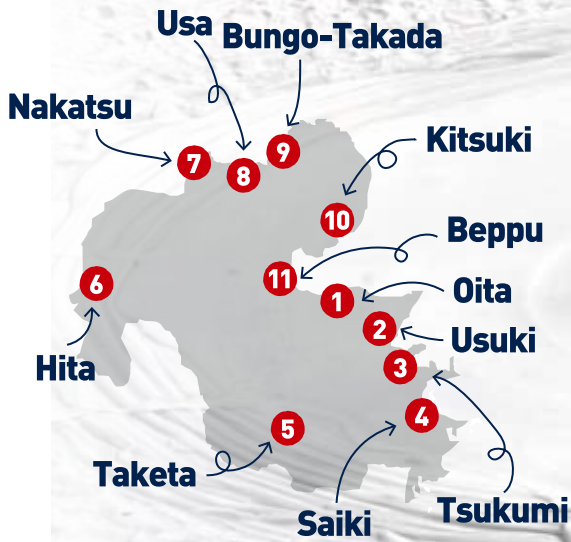 Usa
Bungo-Takada
Nakatsu
Kitsuki
7
8
9
10
Beppu
11
6
1
Oita
2
Usuki
3
Hita
4
5
Taketa
Saiki
Tsukumi